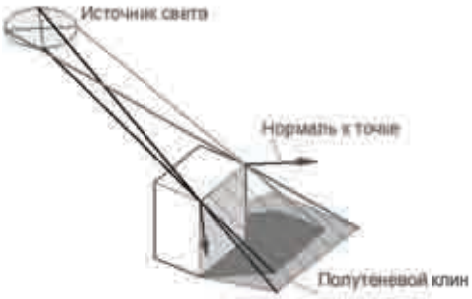 Источник света
Нормаль к точке
Полутеневой клин